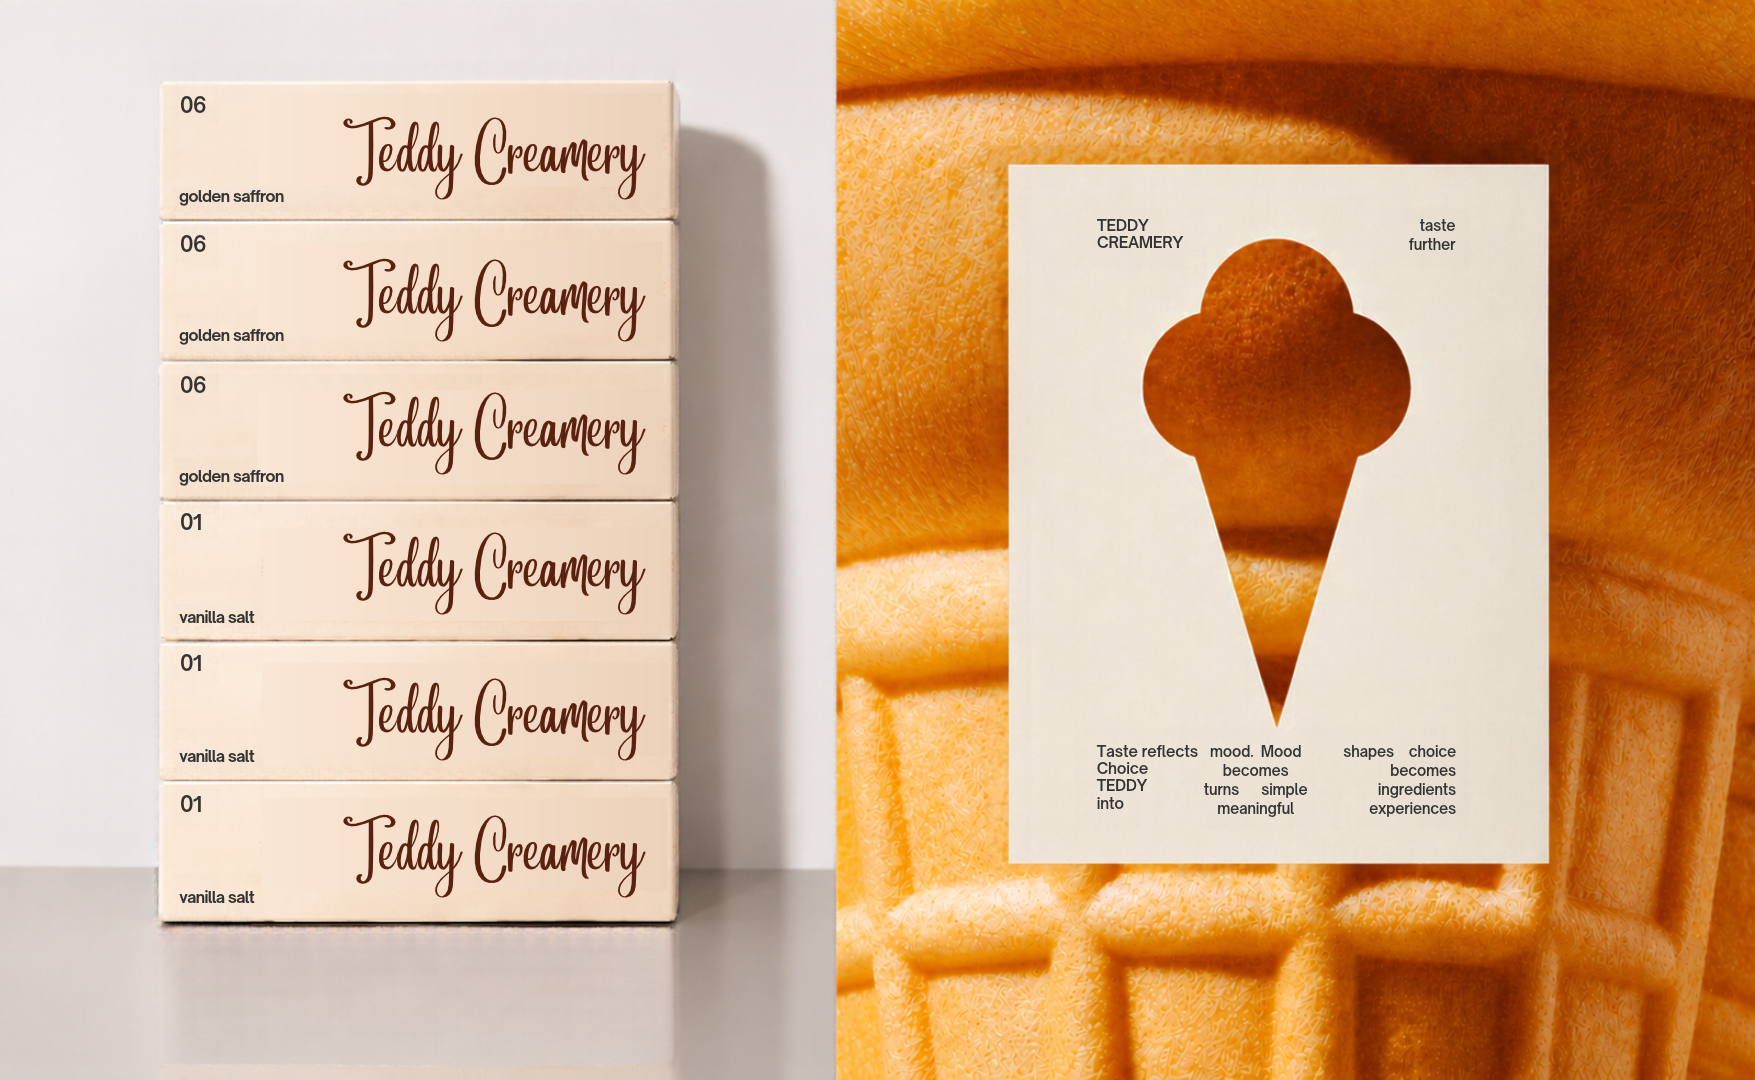 06
Teddy Creamery
golden saffron
06
Teddy Creamery
golden saffron
06
Teddy Creamery
golden saffron
01
Teddy Creamery
vanilla salt
01
Teddy Creamery
vanilla salt
01
Teddy Creamery
vanilla salt
TEDDY
CREAMERY
taste
further
Taste reflects mood. Mood shapes choice
Choice becomes becomes
TEDDY turns simple ingredients
into meaningful experiences